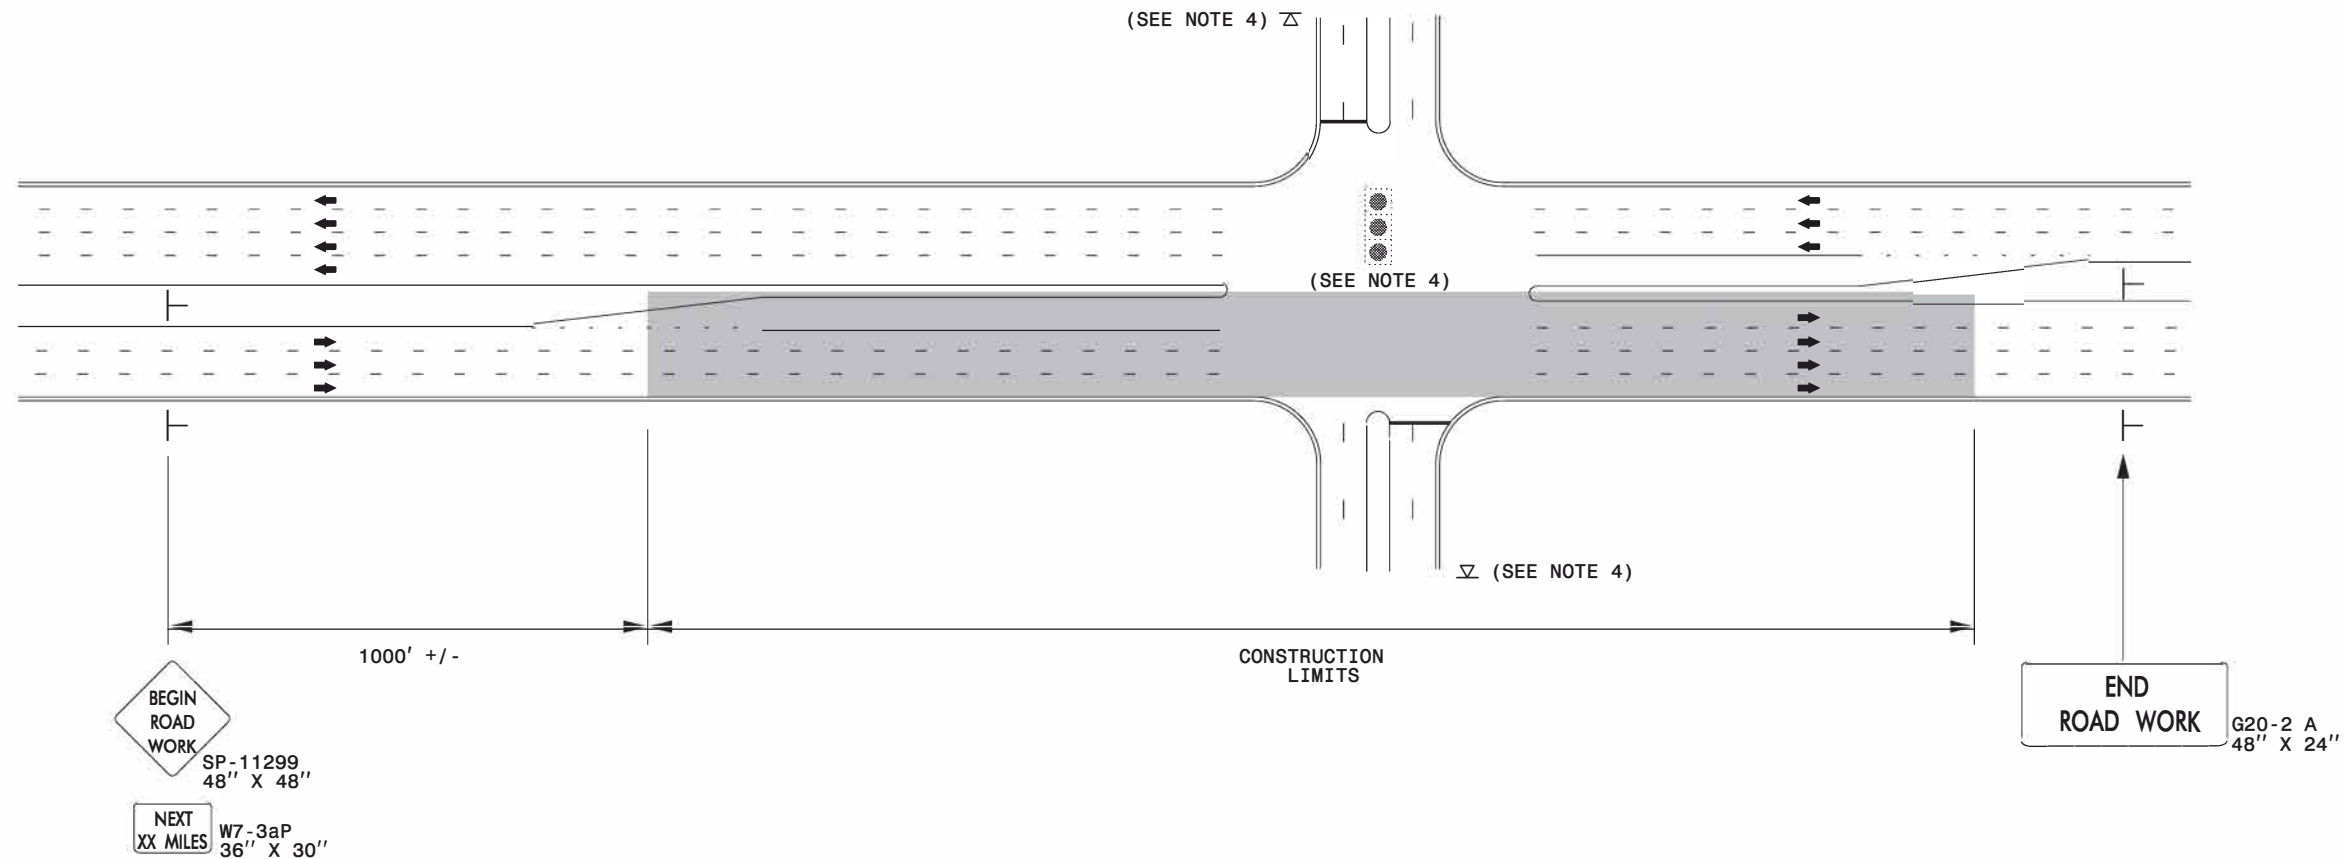 (SEE NOTE 4)
(SEE NOTE 4)
(SEE NOTE 4)
1000' +/-
CONSTRUCTION
LIMITS
BEGIN
ROAD
WORK
SP-11299
48'' X 48''
NEXT
XX MILES
W7-3aP
36'' X 30''
END
ROAD WORK
G20-2 A
48'' X 24''